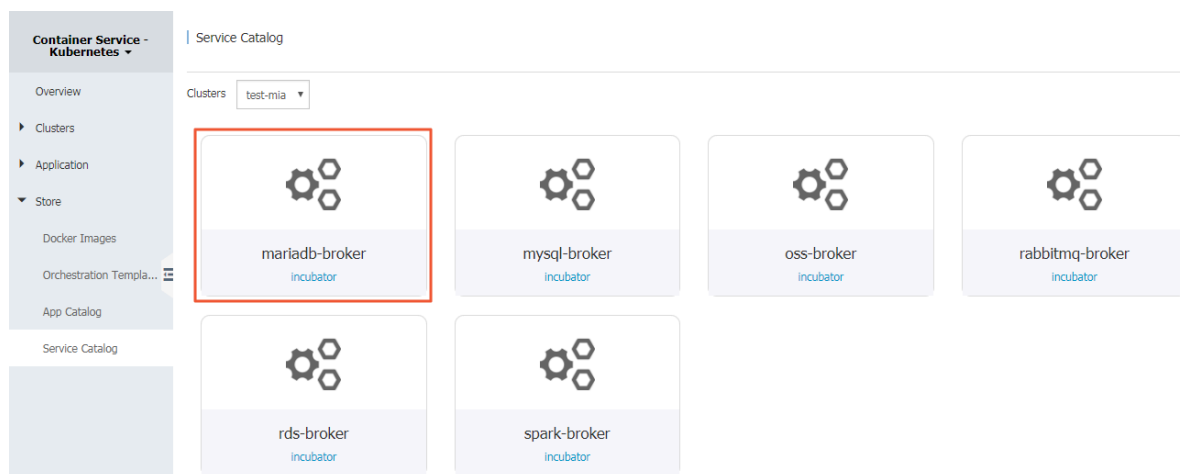 Container Service -
Kubernetes
Overview
Clusters
Application
Store
Docker Images
Orchestration Templa...
App Catalog
Service Catalog
Service Catalog
Clusters
test-mia
mariadb-broker
incubator
mysql-broker
incubator
oss-broker
incubator
rabbitmq-broker
incubator
rds-broker
incubator
spark-broker
incubator